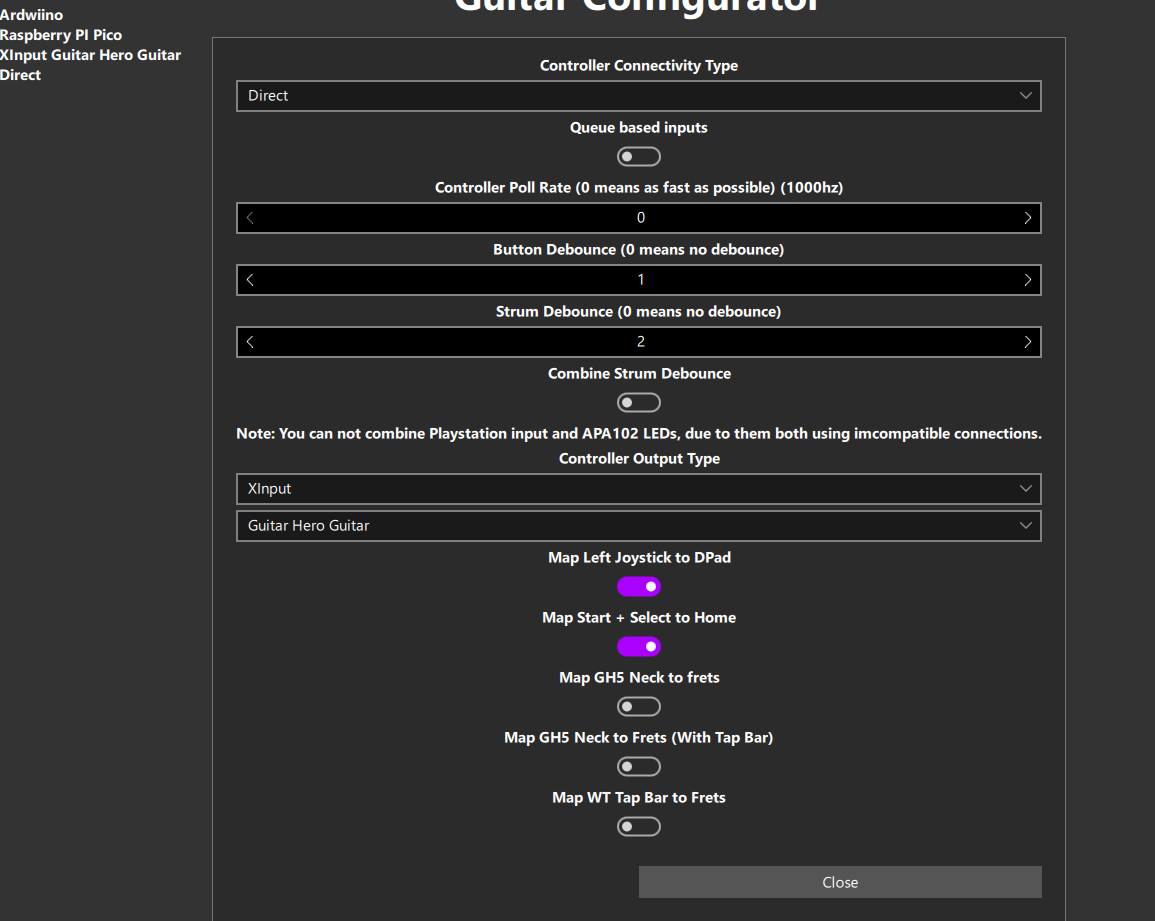 Guitar Configurator
Ardwiino
Raspberry PI Pico
XInput Guitar Hero Guitar
Direct
Controller Connectivity Type
Direct
Queue based inputs
Controller Poll Rate (0 means as fast as possible) (1000hz)
0
Button Debounce (0 means no debounce)
1
Strum Debounce (0 means no debounce)
2
Combine Strum Debounce
Note: You can not combine Playstation input and APA102 LEDs, due to them both using imcompatible connections.
Controller Output Type
XInput
Guitar Hero Guitar
Map Left Joystick to DPad
Map Start + Select to Home
Map GH5 Neck to frets
Map GH5 Neck to Frets (With Tap Bar)
Map WT Tap Bar to Frets
Close